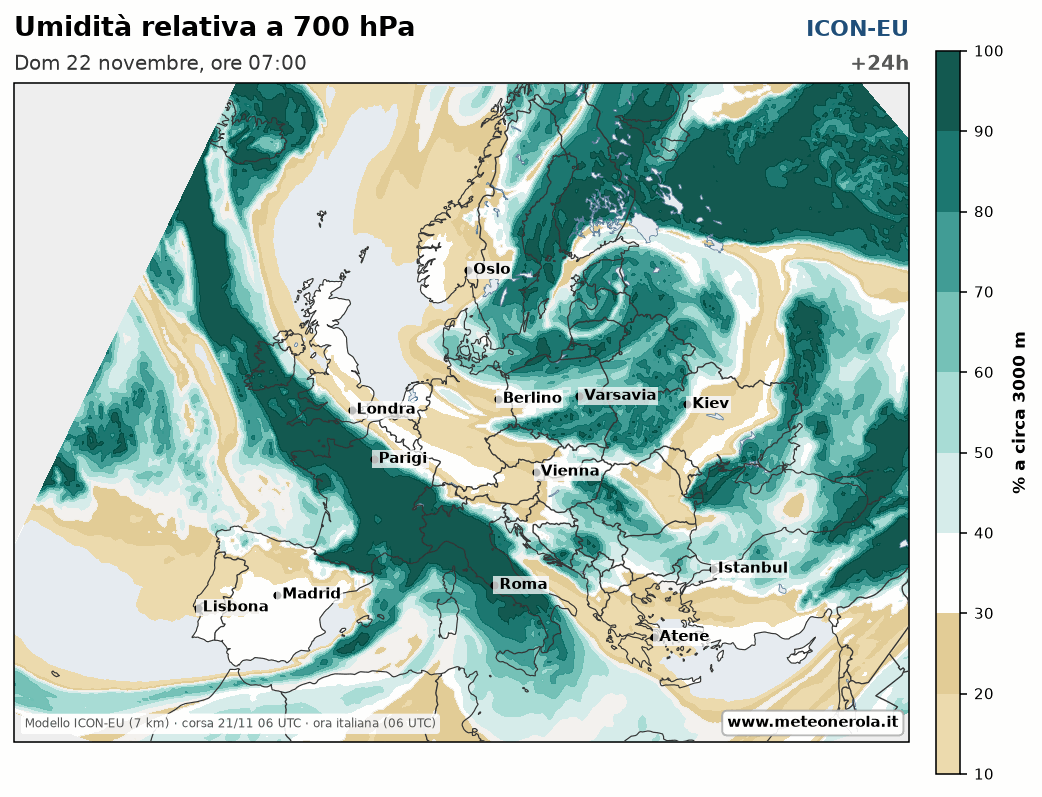 Umidità relativa a 700 hPa
ICON-EU
Dom 22 novembre, ore 07:00
+24h
100
90
80
70
60
50
40
30
20
10
% a circa 3000 m
Oslo
Berlino
Varsavia
Kiev
Londra
Parigi
Vienna
Istanbul
Roma
Madrid
Lisbona
Atene
Modello ICON-EU (7 km) · corsa 21/11 06 UTC · ora italiana (06 UTC)
www.meteonerola.it